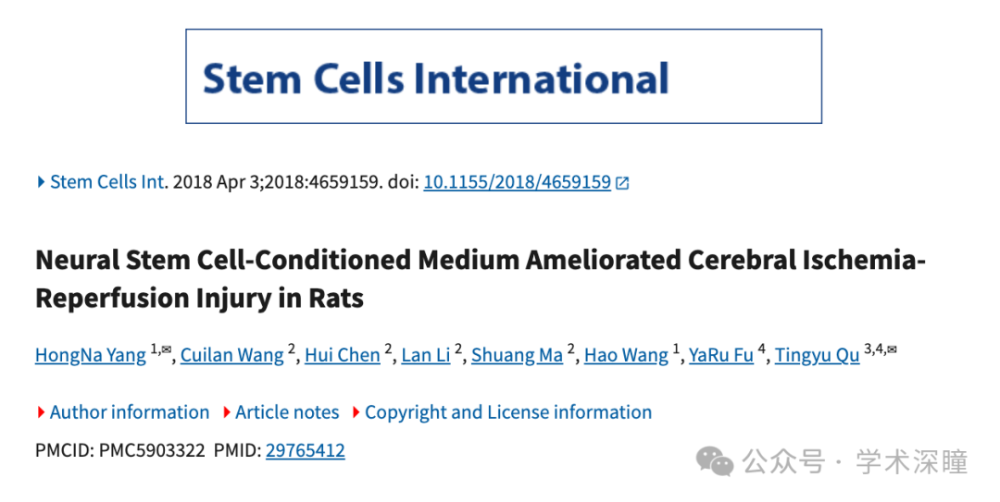 Stem Cells International
Stem Cells Int. 2018 Apr 3;2018:4659159. doi: 10.1155/2018/4659159
Neural Stem Cell-Conditioned Medium Ameliorated Cerebral Ischemia-
Reperfusion Injury in Rats
HongNa Yang 1,✉, Cuilan Wang 2, Hui Chen 2, Lan Li 2, Shuang Ma 2, Hao Wang 1, YaRu Fu 4, Tingyu Qu 3,4,✉
Author information Article notes Copyright and License information
PMCID: PMC5903322 PMID: 29765412
公众号 · 学术深瞳